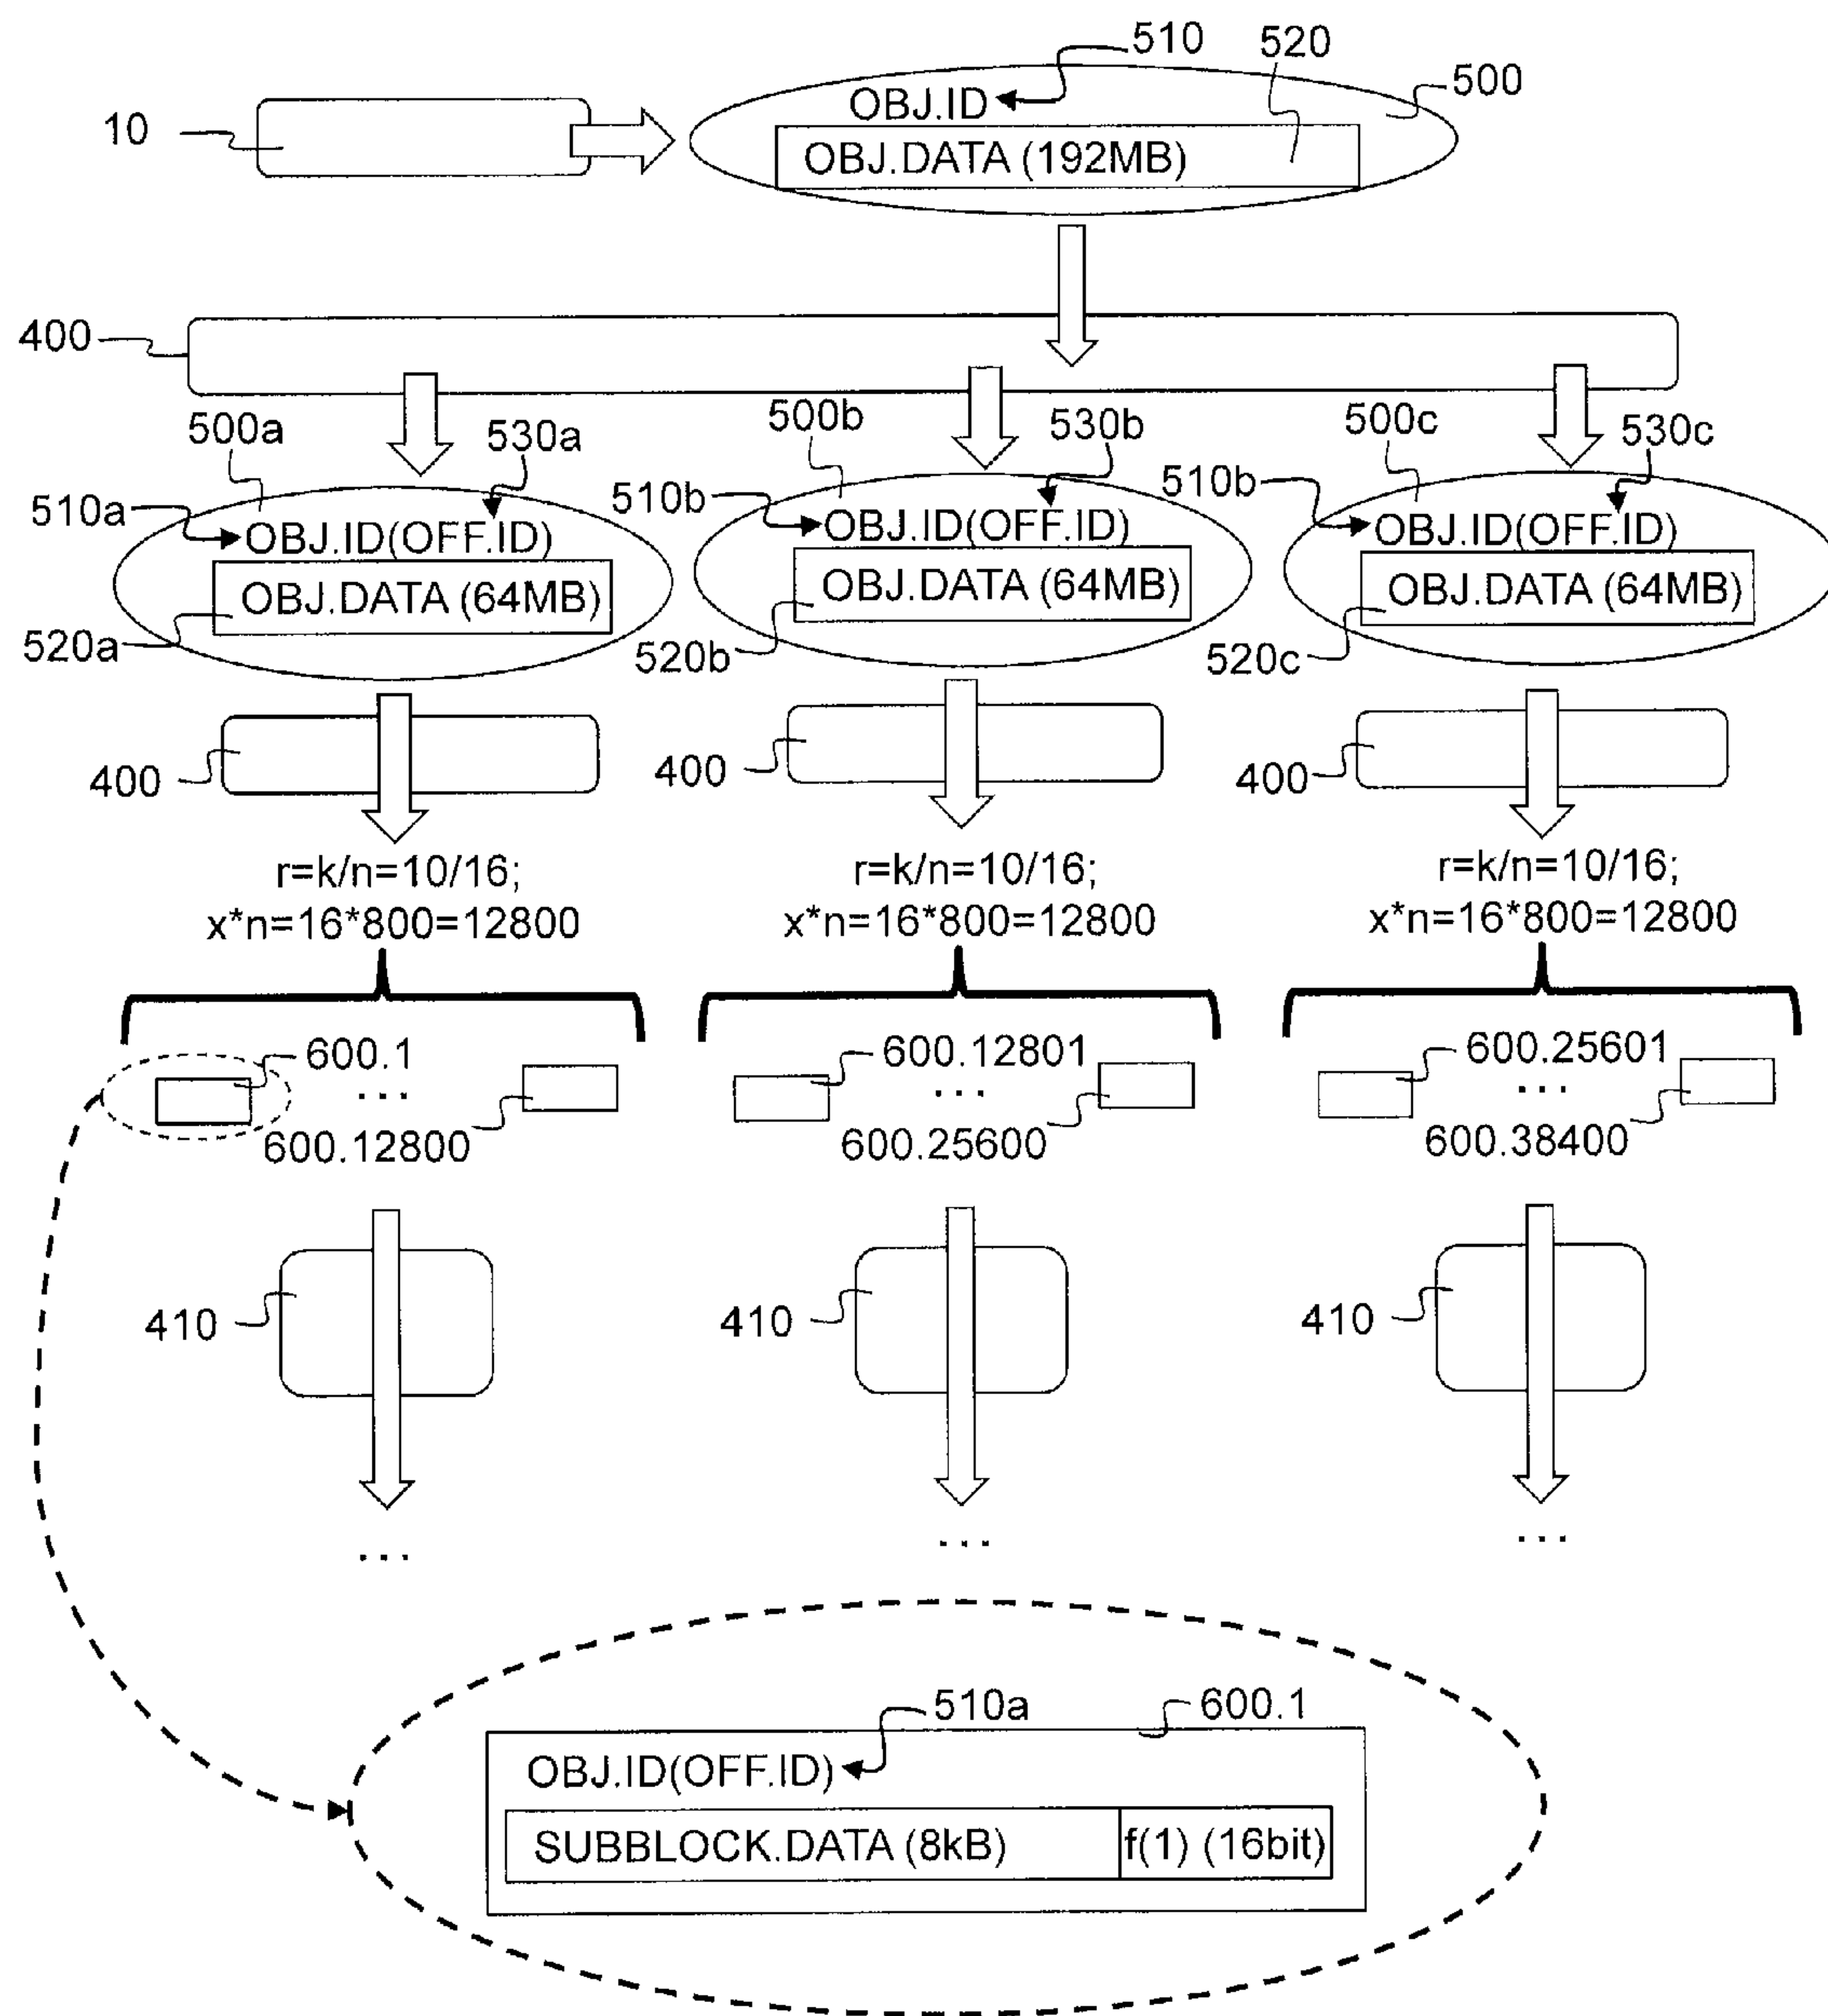 510
520
500
10
OBJ.ID
OBJ.DATA (192MB)
400
500a
530a
500b
530b
500c
530c
510a
OBJ.ID(OFF.ID)
510b
OBJ.ID(OFF.ID)
510b
OBJ.ID(OFF.ID)
OBJ.DATA (64MB)
OBJ.DATA (64MB)
OBJ.DATA (64MB)
520a
520b
520c
400
400
400
r=k/n=10/16;
x*n=16*800=12800
r=k/n=10/16;
x*n=16*800=12800
r=k/n=10/16;
x*n=16*800=12800
600.1
...
600.12800
600.12801
...
600.25600
600.25601
...
600.38400
410
410
410
...
...
...
510a
600.1
OBJ.ID(OFF.ID)
SUBBLOCK.DATA (8kB)
f(1) (16bit)